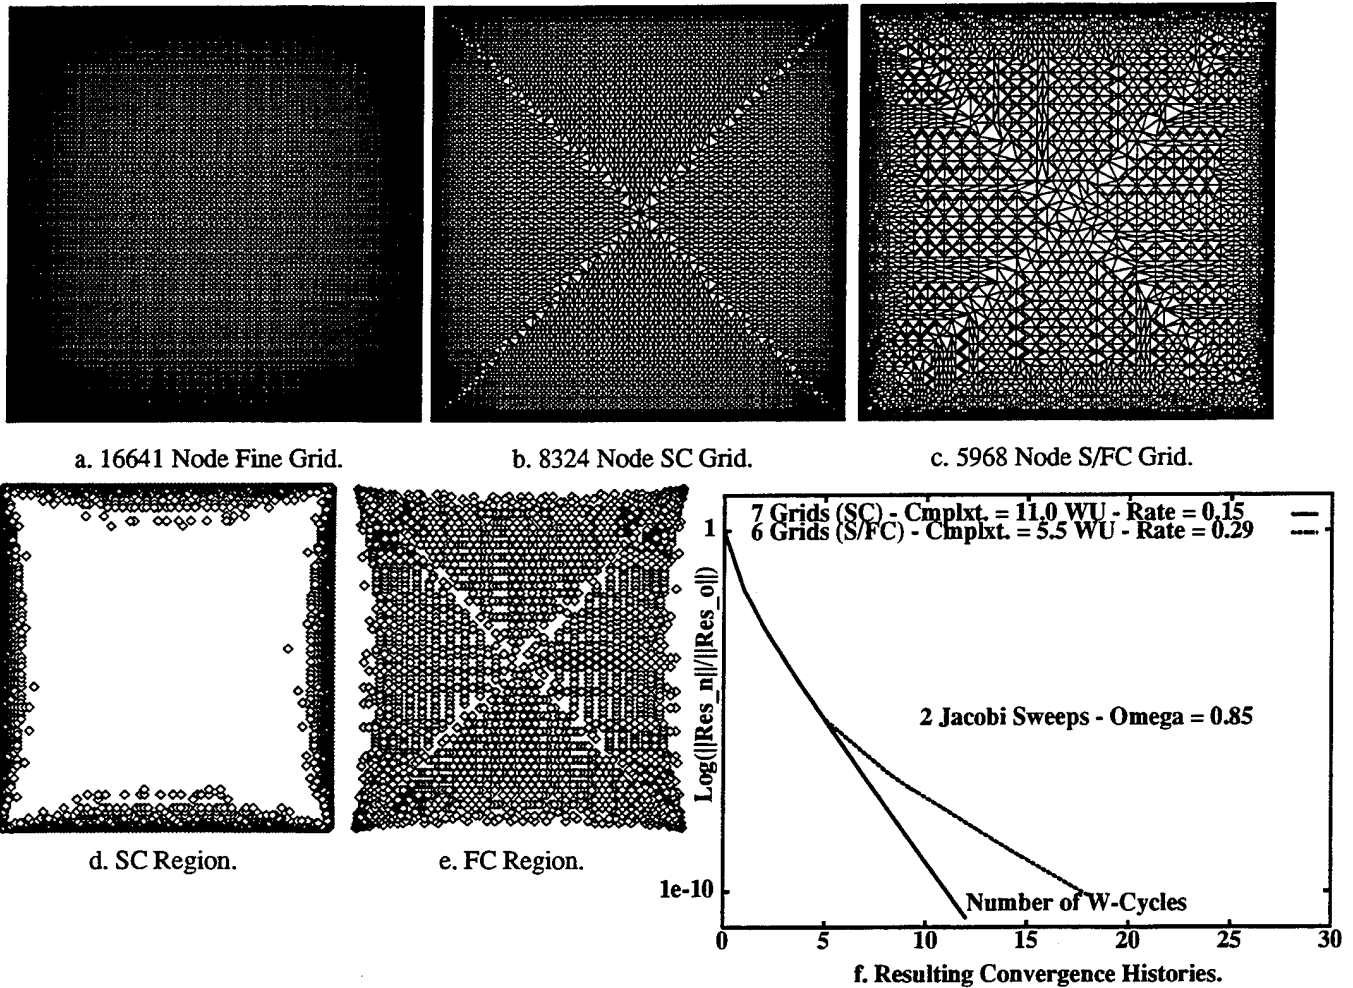 a. 16641 Node Fine Grid.
b. 8324 Node SC Grid.
c. 5968 Node S/FC Grid.
d. SC Region.
e. FC Region.
Log(||Res_n||/||Res_o||)
1
1e-10
7 Grids (SC) - Cmplxt. = 11.0 WU - Rate = 0.15
6 Grids (S/FC) - Cmplxt. = 5.5 WU - Rate = 0.29
2 Jacobi Sweeps - Omega = 0.85
Number of W-Cycles
0 5 10 15 20 25 30
f. Resulting Convergence Histories.